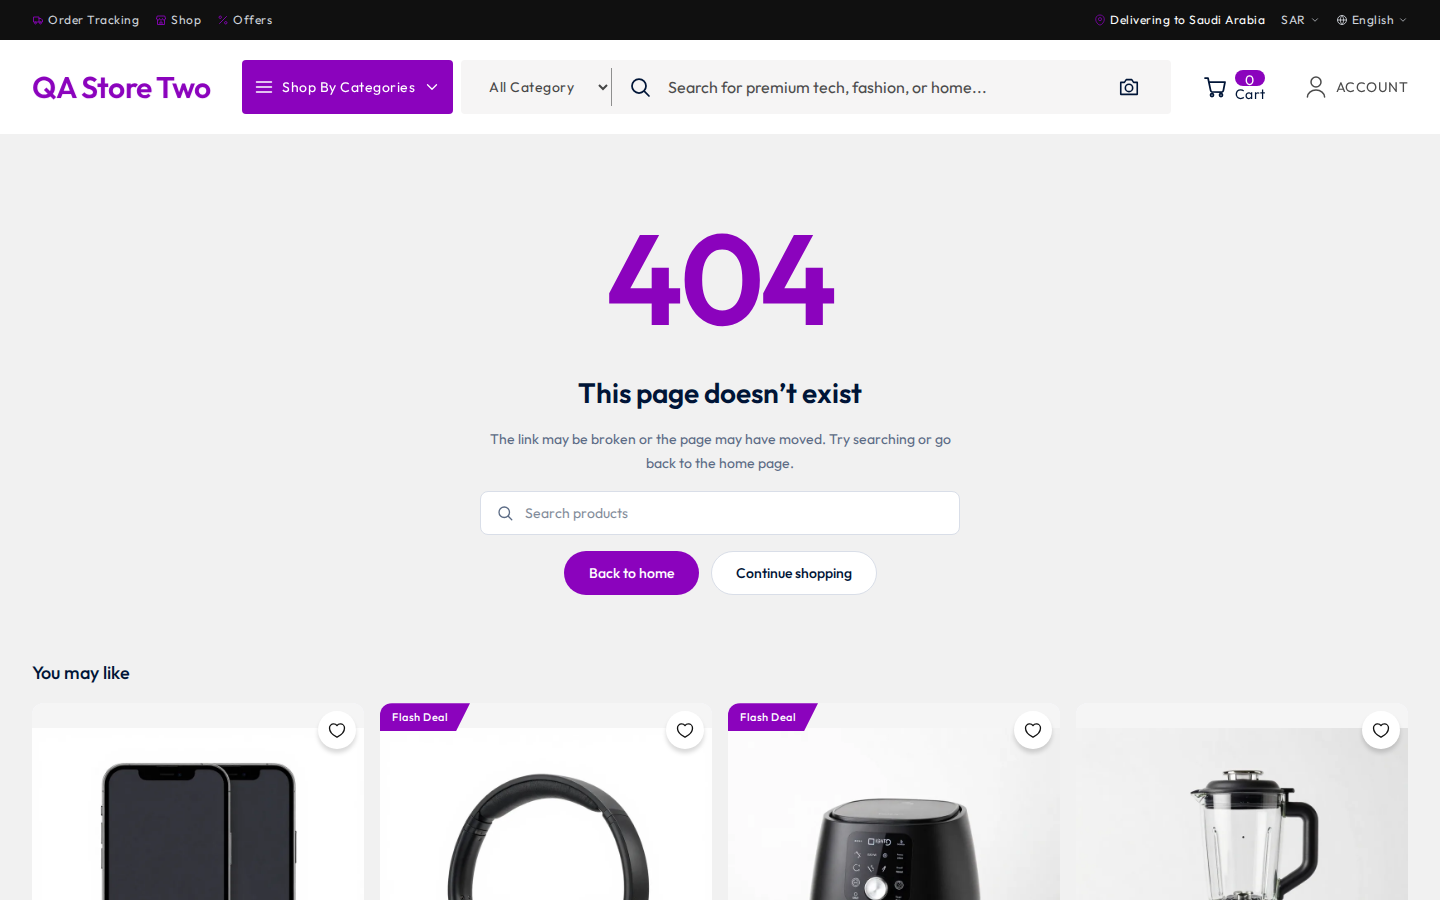 Order Tracking
Shop
Offers
Delivering to Saudi Arabia
SAR
English
QA Store Two
Shop By Categories
All Category
Search for premium tech, fashion, or home...
0
Cart
ACCOUNT
404
This page doesn’t exist
The link may be broken or the page may have moved. Try searching or go
back to the home page.
Search products
Back to home
Continue shopping
You may like
Flash Deal
Flash Deal